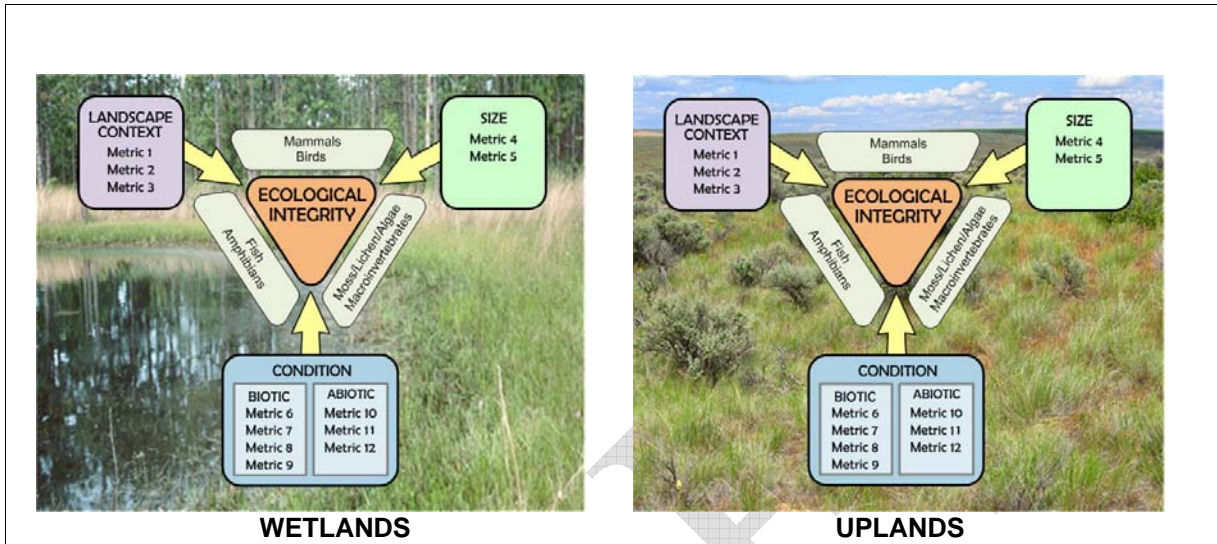 LANDSCAPE
CONTEXT
Metric 1
Metric 2
Metric 3
Mammals
Birds
SIZE
Metric 4
Metric 5
ECOLOGICAL
INTEGRITY
Fish
Amphibians
Moss/Lichen/Algae
Macroinvertebrates
CONDITION
BIOTIC
Metric 6
Metric 7
Metric 8
Metric 9
ABIOTIC
Metric 10
Metric 11
Metric 12
WETLANDS
LANDSCAPE
CONTEXT
Metric 1
Metric 2
Metric 3
Mammals
Birds
SIZE
Metric 4
Metric 5
ECOLOGICAL
INTEGRITY
Fish
Amphibians
Moss/Lichen/Algae
Macroinvertebrates
CONDITION
BIOTIC
Metric 6
Metric 7
Metric 8
Metric 9
ABIOTIC
Metric 10
Metric 11
Metric 12
UPLANDS